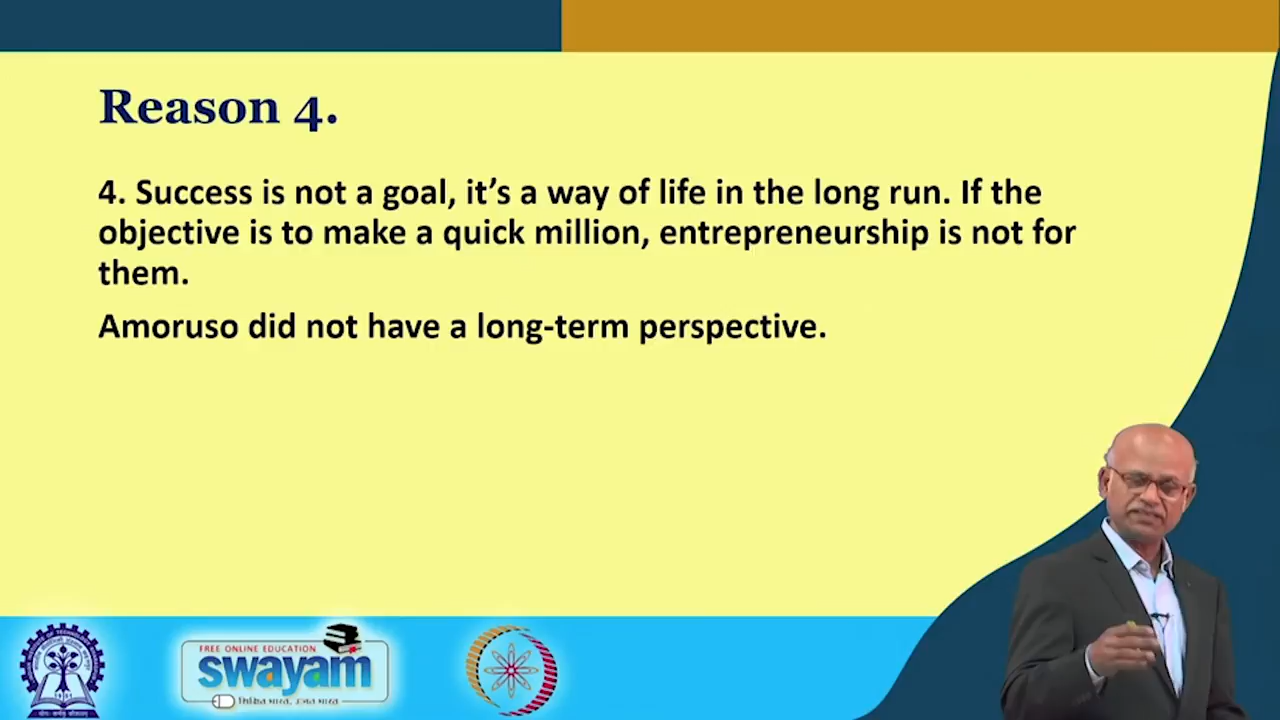 Reason 4.
4. Success is not a goal, it's a way of life in the long run. If the
objective is to make a quick million, entrepreneurship is not for
them.
Amoruso did not have a long-term perspective.
FREE ONLINE EDUCATION
swayam